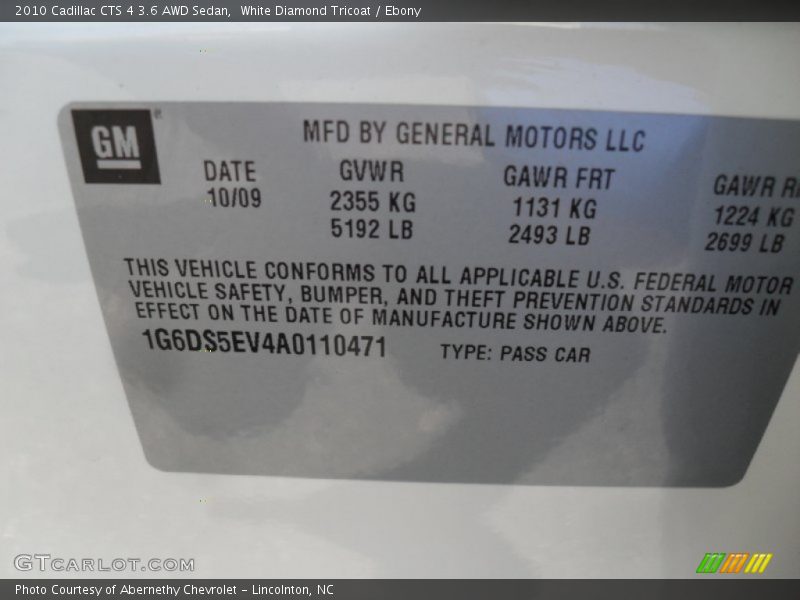 2010 Cadillac CTS 4 3.6 AWD Sedan, White Diamond Tricoat / Ebony
GM
MFD BY GENERAL MOTORS LLC
DATE GVWR GAWR FRT GAWR
10/09 2355 KG 1131 KG 1224 KG
5192 LB 2493 LB 2699 LB
THIS VEHICLE CONFORMS TO ALL APPLICABLE U.S. FEDERAL MOTOR
VEHICLE SAFETY, BUMPER, AND THEFT PREVENTION STANDARDS IN
EFFECT ON THE DATE OF MANUFACTURE SHOWN ABOVE.
1G6DS5EV4A0110471 TYPE: PASS CAR
GTCARLOT.COM
Photo Courtesy of Abernethy Chevrolet – Lincolnton, NC